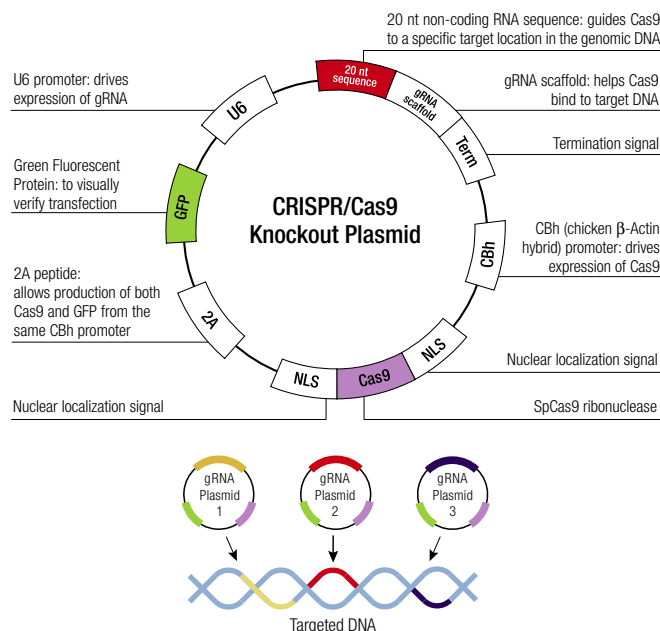 20 nt non-coding RNA sequence: guides Cas9
to a specific target location in the genomic DNA
U6 promoter: drives
expression of gRNA
gRNA scaffold: helps Cas9
bind to target DNA
Termination signal
Green Fluorescent
Protein: to visually
verify transfection
CBh (chicken β-Actin
hybrid) promoter: drives
expression of Cas9
2A peptide:
allows production of both
Cas9 and GFP from the
same CBh promoter
Nuclear localization signal
Nuclear localization signal
SpCas9 ribonuclease
CRISPR/Cas9
Knockout Plasmid
20 nt
sequence
gRNA
scaffold
Term
CBh
NLS
Cas9
NLS
2A
GFP
U6
gRNA
Plasmid
1
gRNA
Plasmid
2
gRNA
Plasmid
3
Targeted DNA